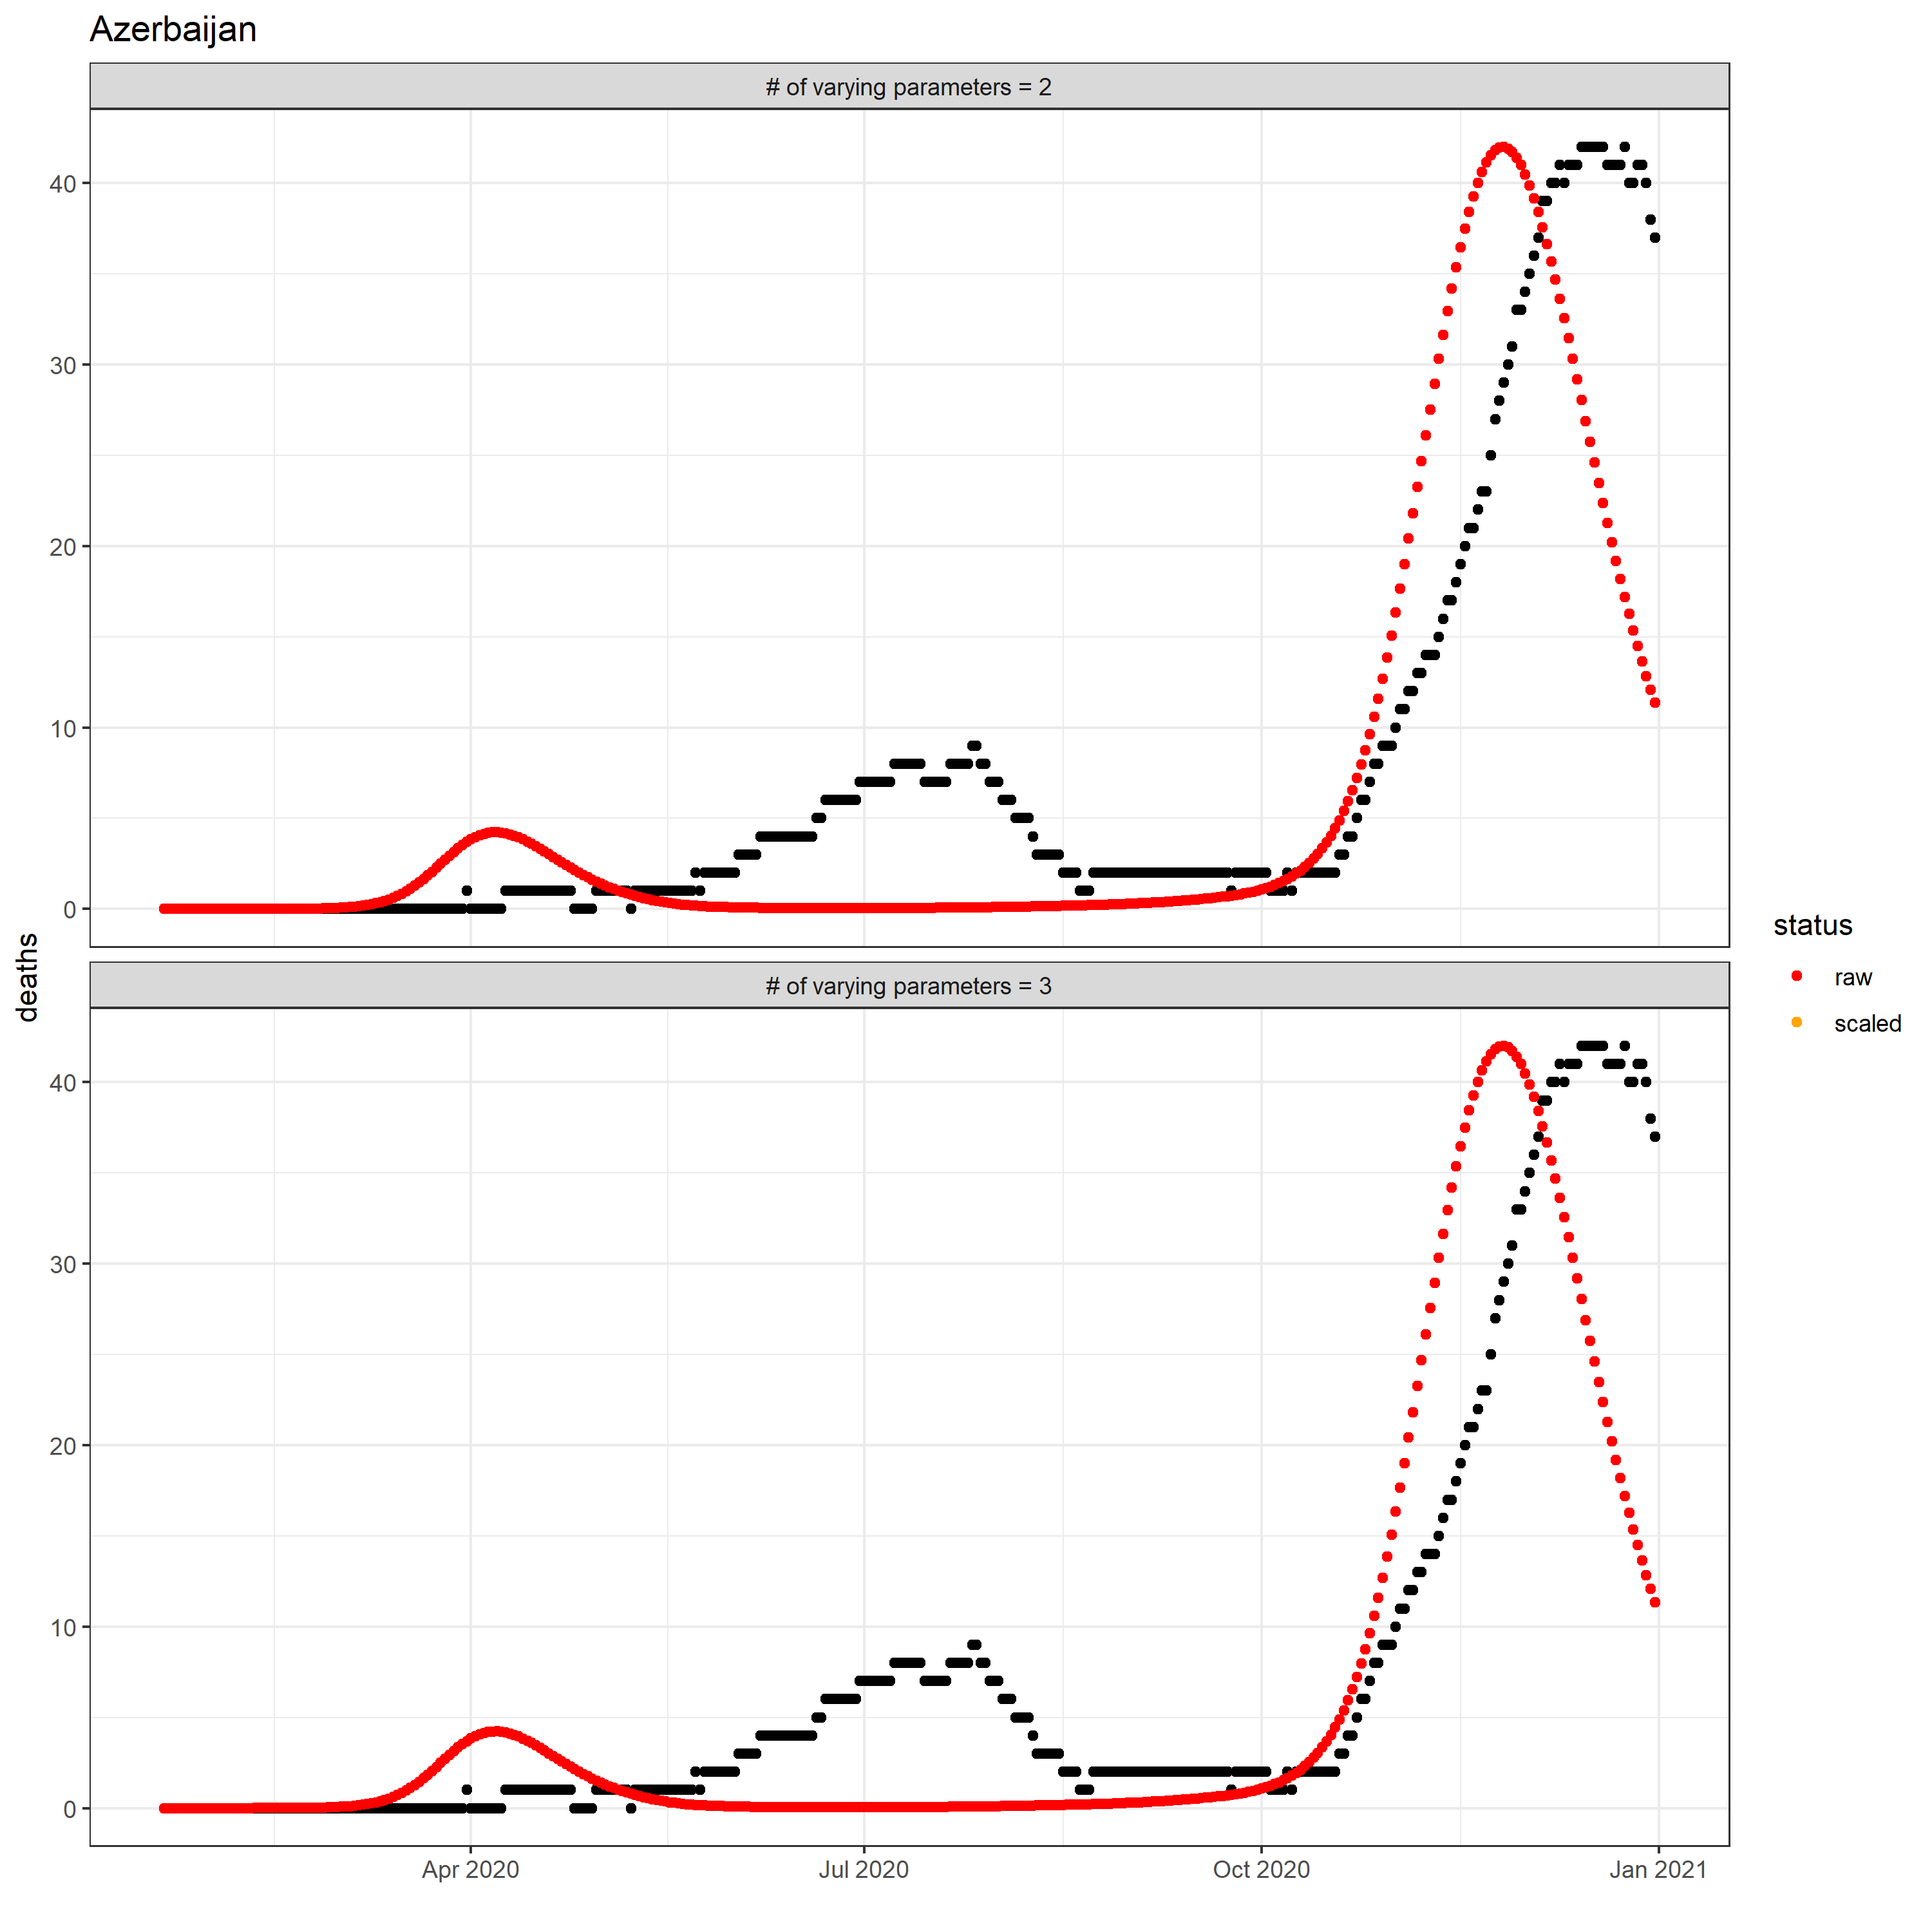 Azerbaijan
# of varying parameters = 2
40
30
20
10
0
deaths
status
raw
scaled
# of varying parameters = 3
40
30
20
10
0
Apr 2020
Jul 2020
Oct 2020
Jan 2021